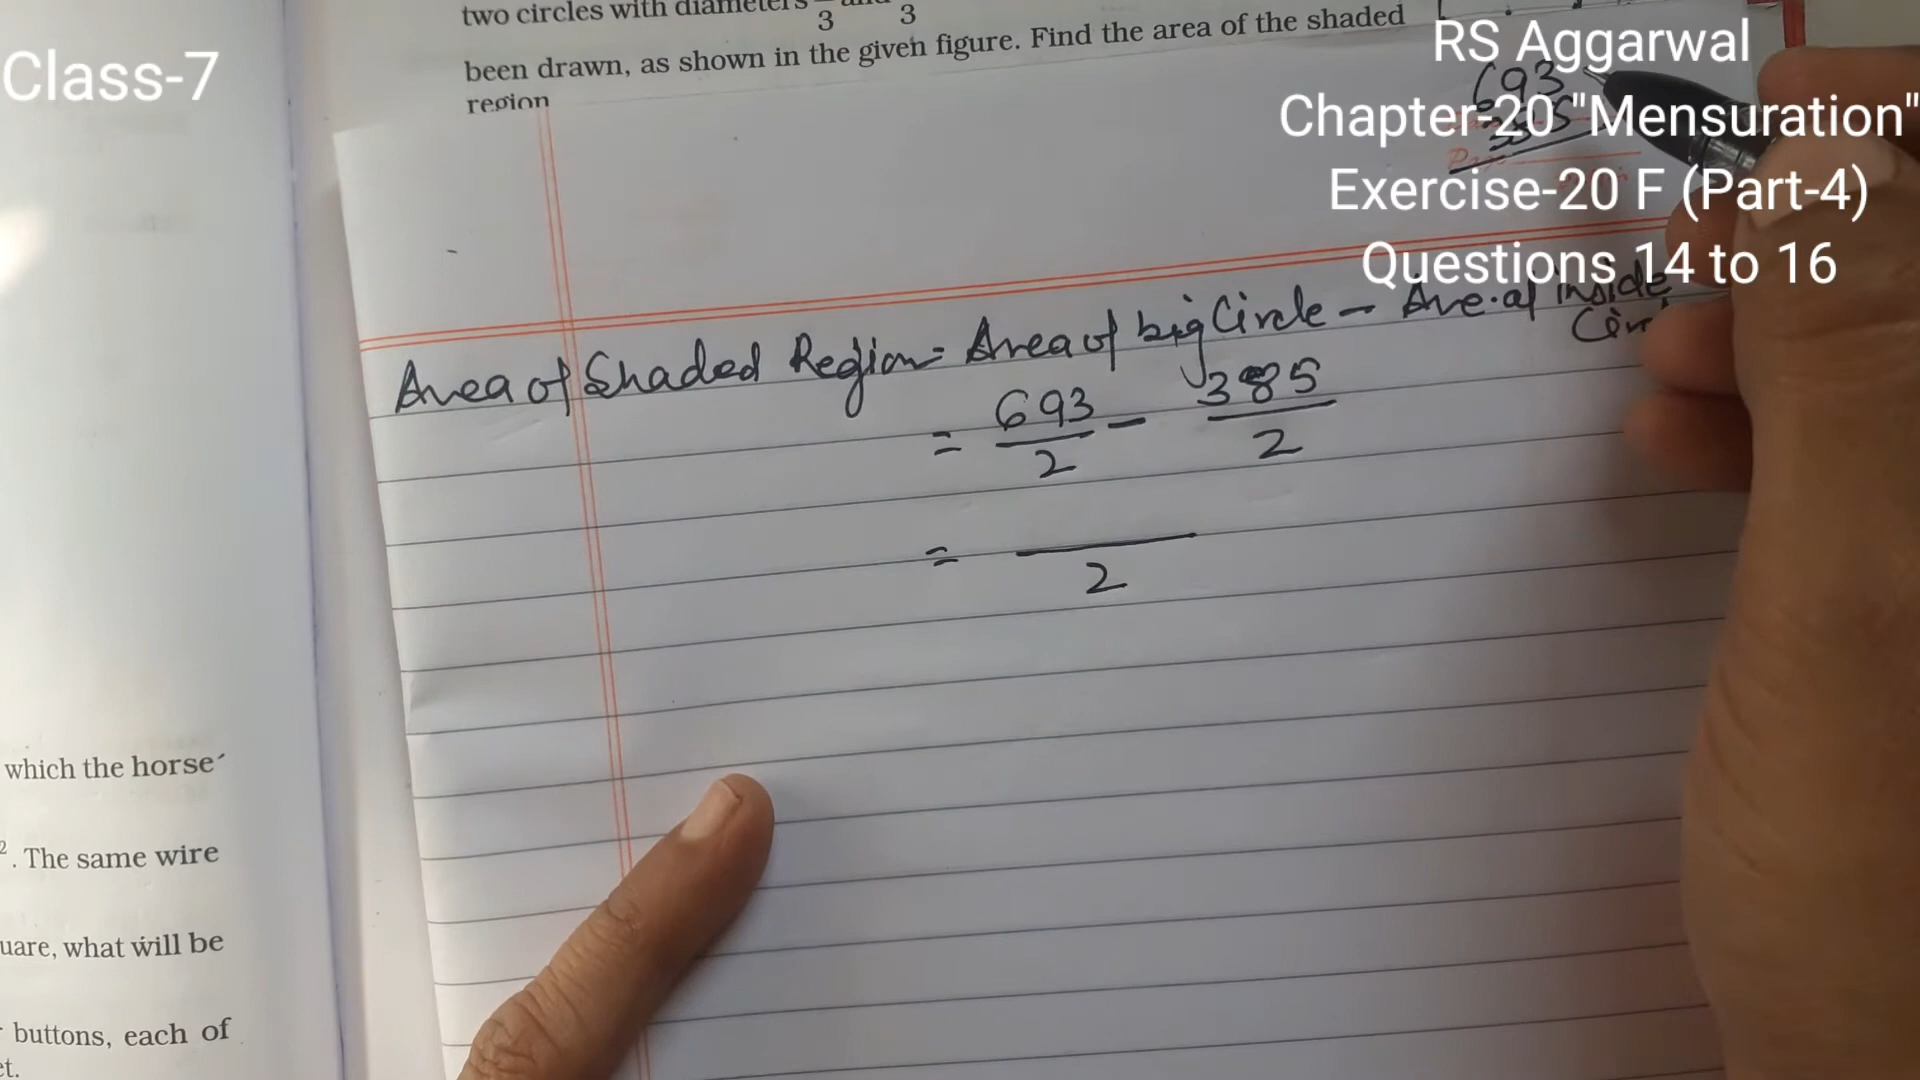 two circles with diameters
3
3
been drawn, as shown in the given figure. Find the area of the shaded
region
Class-7
RS Aggarwal
Chapter-20 "Mensuration"
Exercise-20 F (Part-4)
Questions 14 to 16
693
Area of Shaded Region = Area of big Circle - Are.of inside
= 693/2 - 385/2
= /2
which the horse
2. The same wire
uare, what will be
buttons, each of
et.